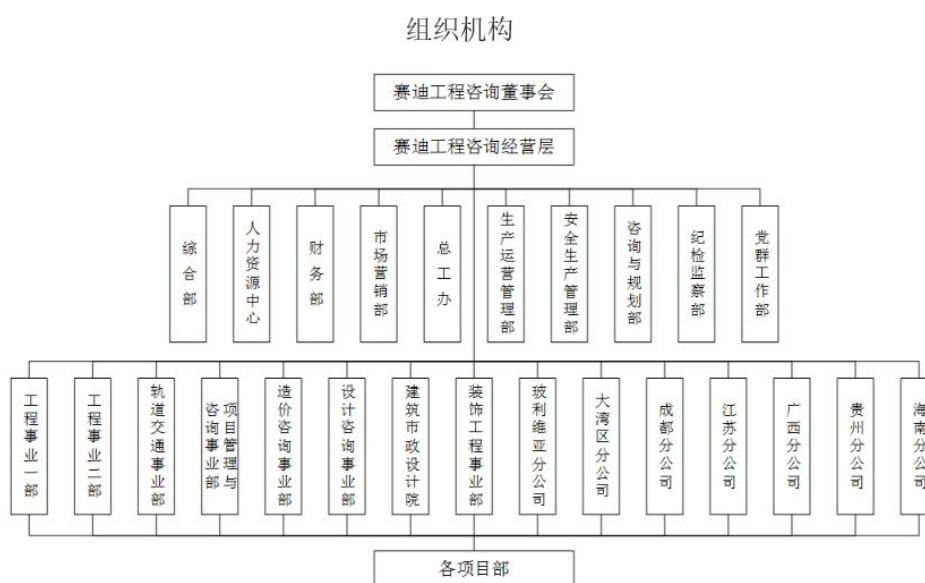 组织机构
赛迪工程咨询董事会
赛迪工程咨询经营层
综合部
人力资源中心
财务部
市场营销部
总工办
生产运营管理部
安全生产管理部
咨询与规划部
纪检监察部
党群工作部
工程事业一部
工程事业二部
轨道交通事业部
项目管理与
咨询事业部
造价咨询事业部
设计咨询事业部
建筑市政设计院
装饰工程事业部
玻利维亚分公司
大湾区分公司
成都分公司
江苏分公司
广西分公司
贵州分公司
海南分公司
各项目部